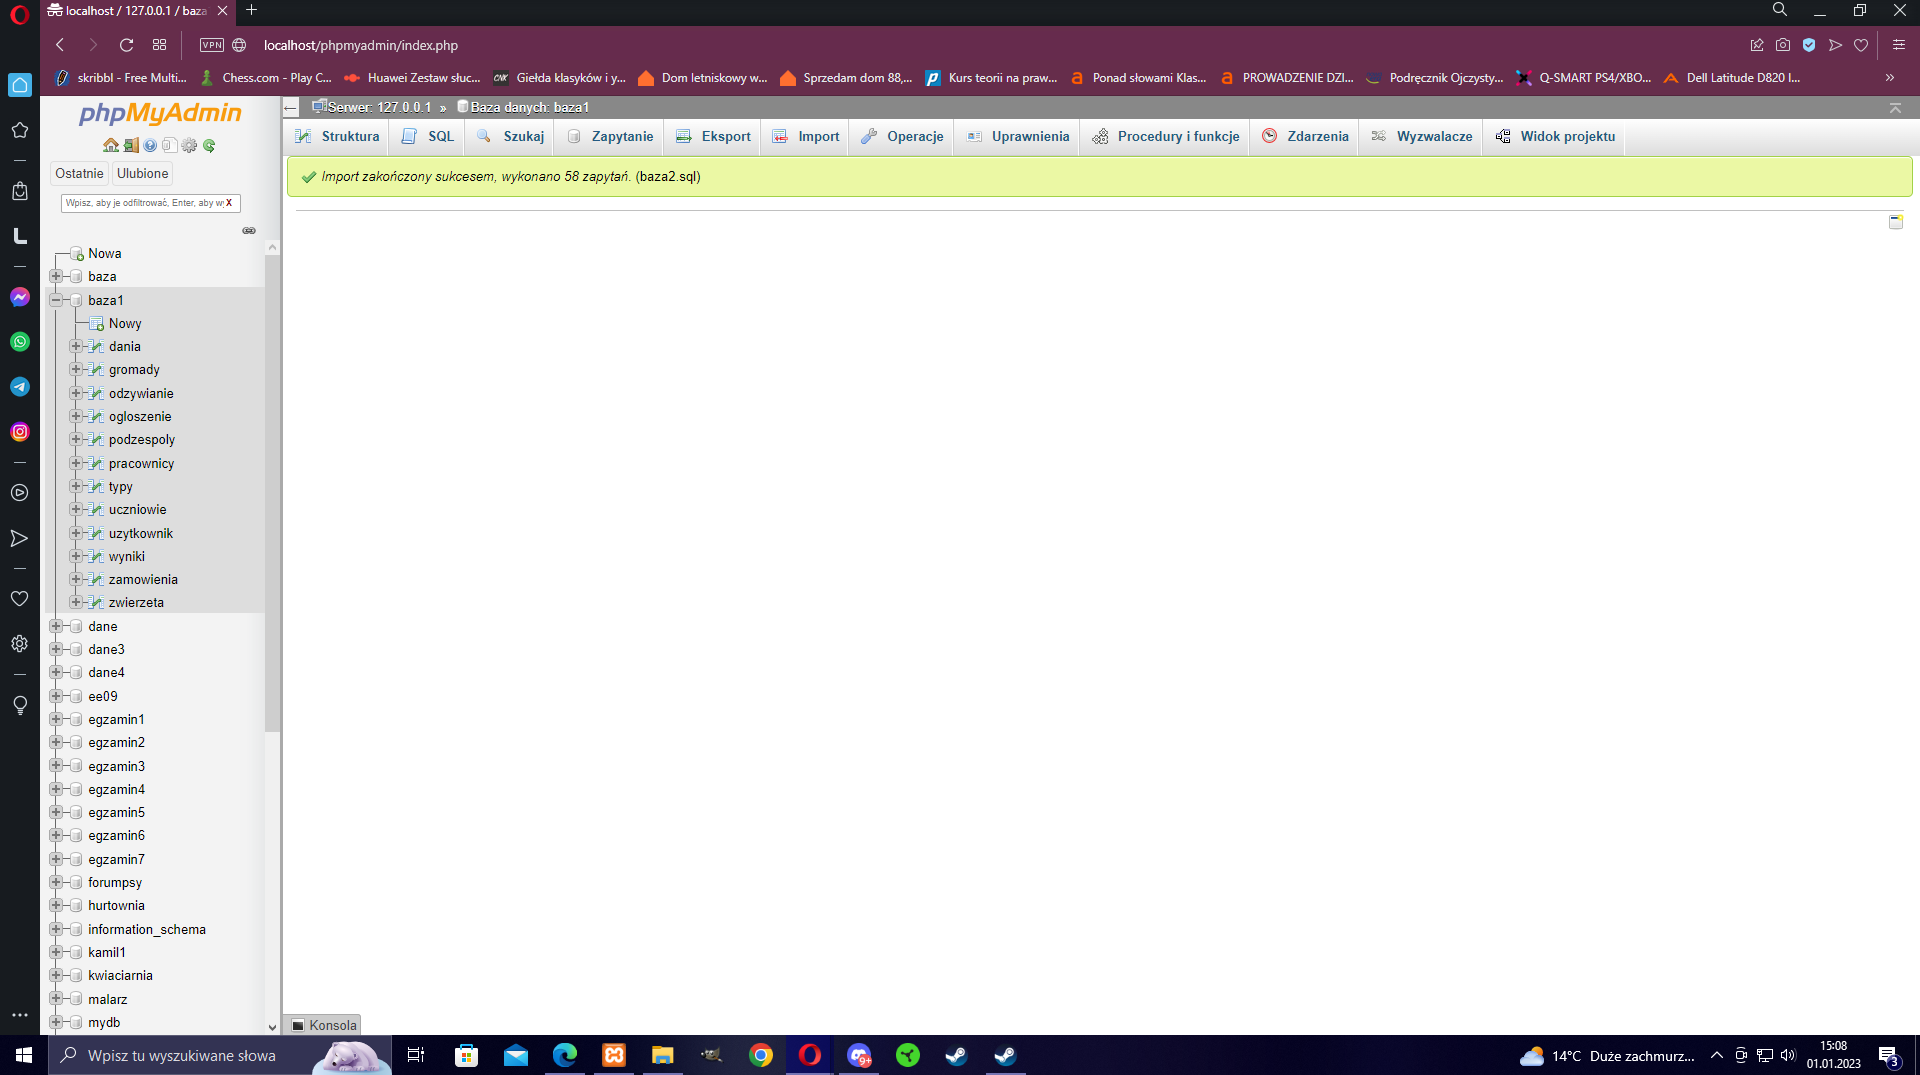 localhost / 127.0.0.1 / baza
VPN
localhost/phpmyadmin/index.php
skribbl - Free Multi...
Chess.com - Play C...
Huawei Zestaw słuc...
Giełda klasyków i y...
Dom letniskowy w...
Sprzedam dom 88,...
Kurs teorii na praw...
Ponad słowami Klas...
PROWADZENIE DZI...
Podręcznik Ojczysty...
Q-SMART PS4/XBO...
Dell Latitude D820 I...
phpMyAdmin
Ostatnie
Ulubione
Wpisz, aby je odfiltrować, Enter, aby wy
X
Nowa
baza
baza1
Nowy
dania
gromady
odzywianie
ogloszenie
podzespoly
pracownicy
typy
uczniowie
uzytkownik
wyniki
zamowienia
zwierzeta
dane
dane3
dane4
ee09
egzamin1
egzamin2
egzamin3
egzamin4
egzamin5
egzamin6
egzamin7
forumpsy
hurtownia
information_schema
kamil1
kwiaciarnia
malarz
mydb
Serwer: 127.0.0.1 » Baza danych: baza1
Struktura
SQL
Szukaj
Zapytanie
Eksport
Import
Operacje
Uprawnienia
Procedury i funkcje
Zdarzenia
Wyzwalacze
Widok projektu
Import zakończony sukcesem, wykonano 58 zapytań. (baza2.sql)
Konsola
Wpisz tu wyszukiwane słowa
9+
14°C Duże zachmurz...
15:08
01.01.2023
3